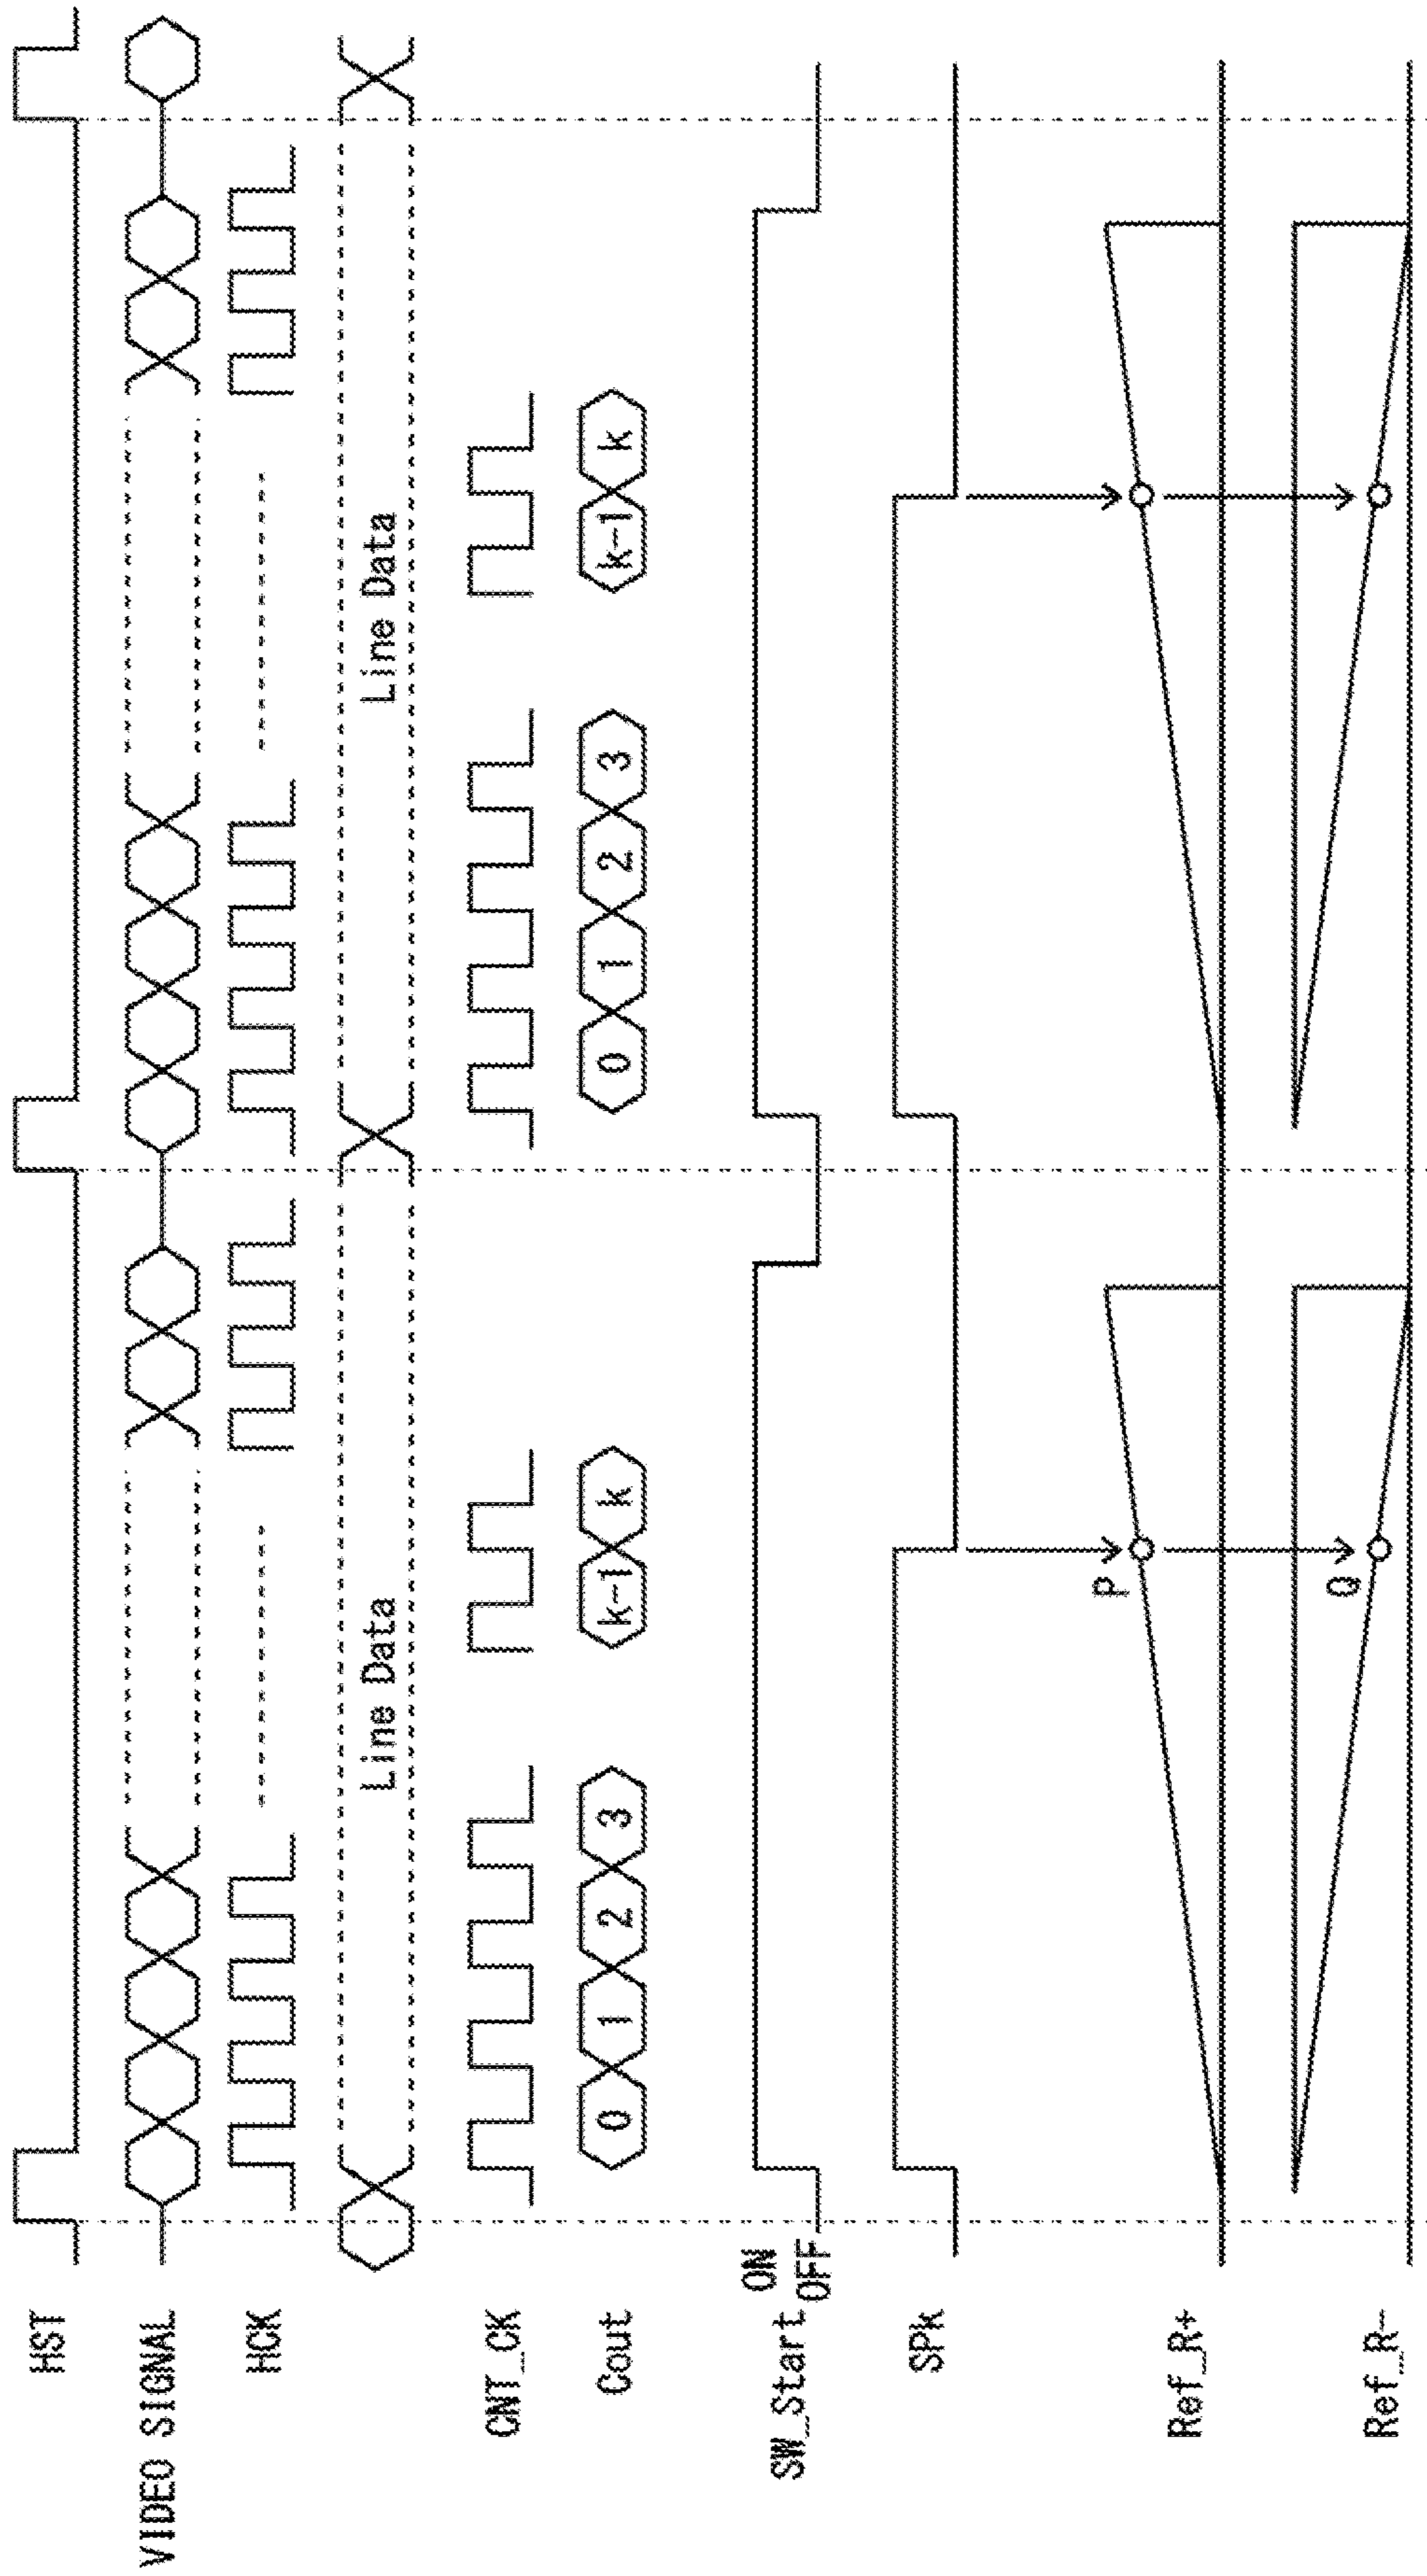 HST
VIDEO SIGNAL
HCK
Line Data Line Data
CNT_CK
Cout 0 1 2 3 k-1 k 0 1 2 3 k-1 k
SW_Start ON
OFF
SPk
Ref_R+ P
Ref_R- Q